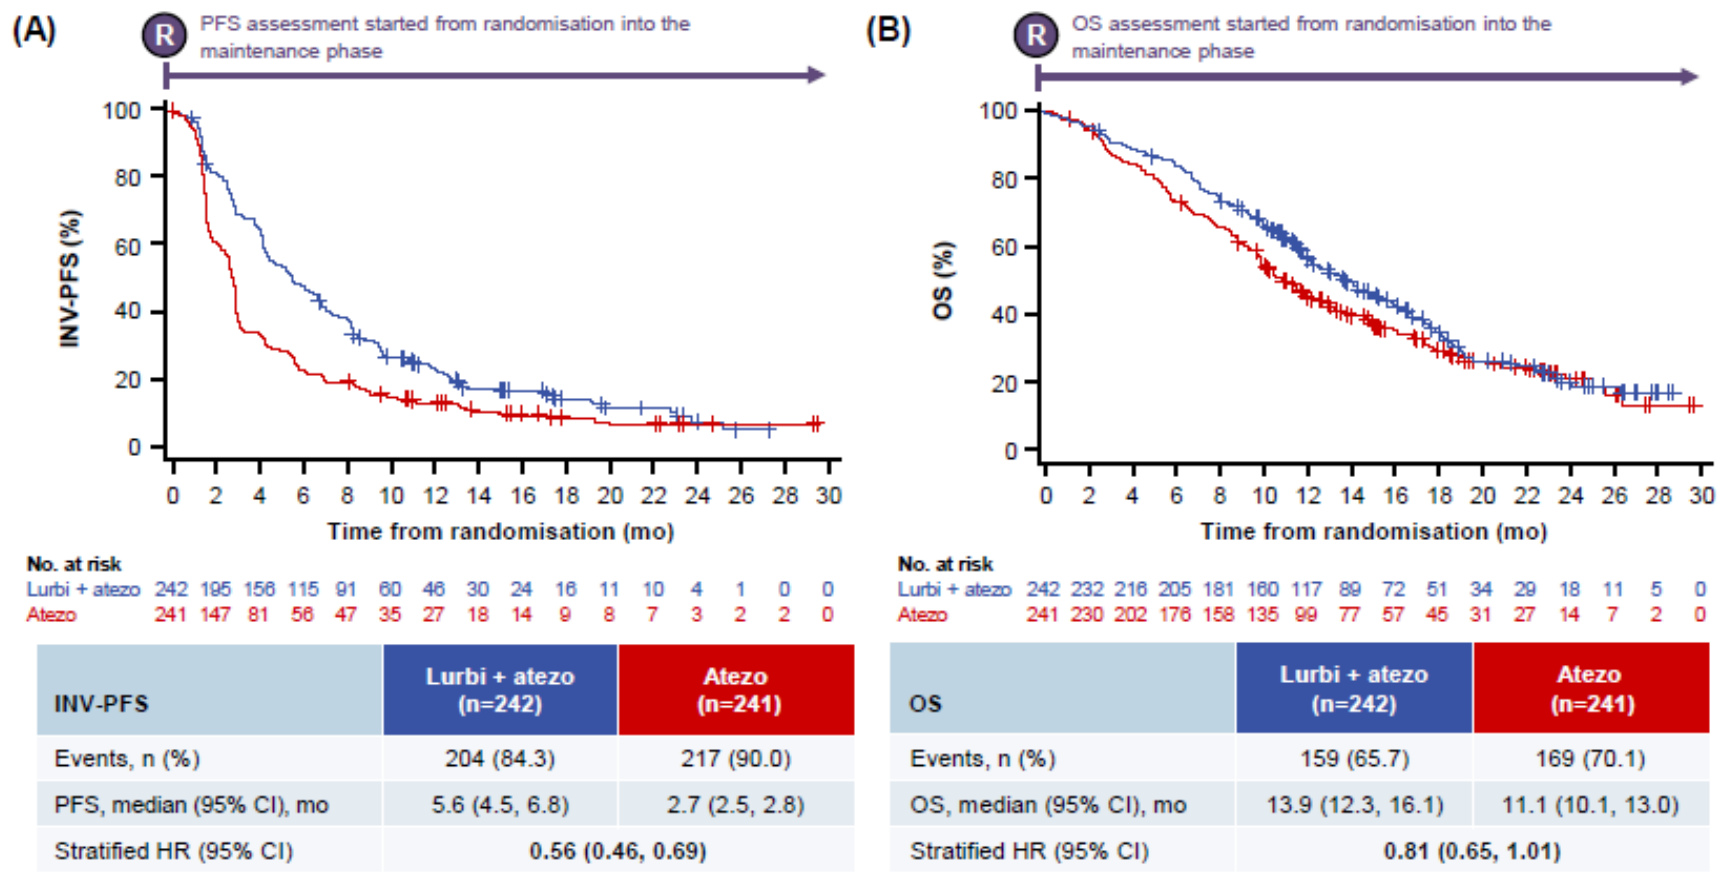 (A)
R
PFS assessment started from randomisation into the
maintenance phase
INV-PFS (%)
100
80
60
40
20
0
0 2 4 6 8 10 12 14 16 18 20 22 24 26 28 30
Time from randomisation (mo)
No. at risk
Lurbi + atezo 242 195 156 115 91 60 46 30 24 16 11 10 4 1 0 0
Atezo 241 147 81 56 47 35 27 18 14 9 8 7 3 2 2 0
INV-PFS Lurbi + atezo (n=242) Atezo (n=241)
Events, n (%) 204 (84.3) 217 (90.0)
PFS, median (95% CI), mo 5.6 (4.5, 6.8) 2.7 (2.5, 2.8)
Stratified HR (95% CI) 0.56 (0.46, 0.69)
(B)
R
OS assessment started from randomisation into the
maintenance phase
OS (%)
100
80
60
40
20
0
0 2 4 6 8 10 12 14 16 18 20 22 24 26 28 30
Time from randomisation (mo)
No. at risk
Lurbi + atezo 242 232 216 205 181 160 117 89 72 51 34 29 18 11 5 0
Atezo 241 230 202 176 158 135 99 77 57 45 31 27 14 7 2 0
OS Lurbi + atezo (n=242) Atezo (n=241)
Events, n (%) 159 (65.7) 169 (70.1)
OS, median (95% CI), mo 13.9 (12.3, 16.1) 11.1 (10.1, 13.0)
Stratified HR (95% CI) 0.81 (0.65, 1.01)